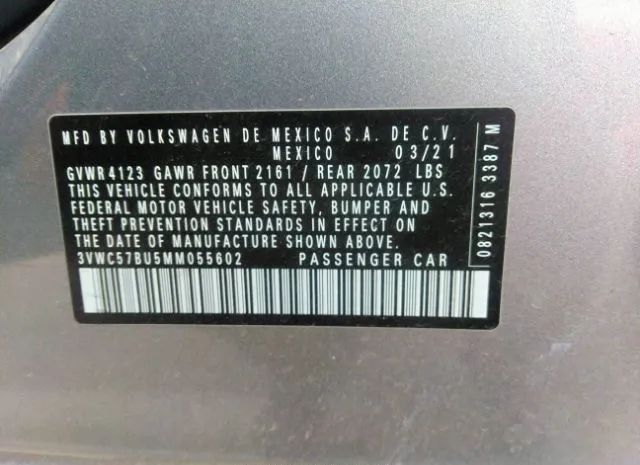 MFD BY VOLKSWAGEN DE MEXICO S.A. DE C.V.
MEXICO 03/21
GVWR 4123 GAWR FRONT 2161 / REAR 2072 LBS
THIS VEHICLE CONFORMS TO ALL APPLICABLE U.S.
FEDERAL MOTOR VEHICLE SAFETY, BUMPER AND
THEFT PREVENTION STANDARDS IN EFFECT ON
THE DATE OF MANUFACTURE SHOWN ABOVE
3VWC57BU5MM055602 PASSENGER CAR
0821316 3387 M